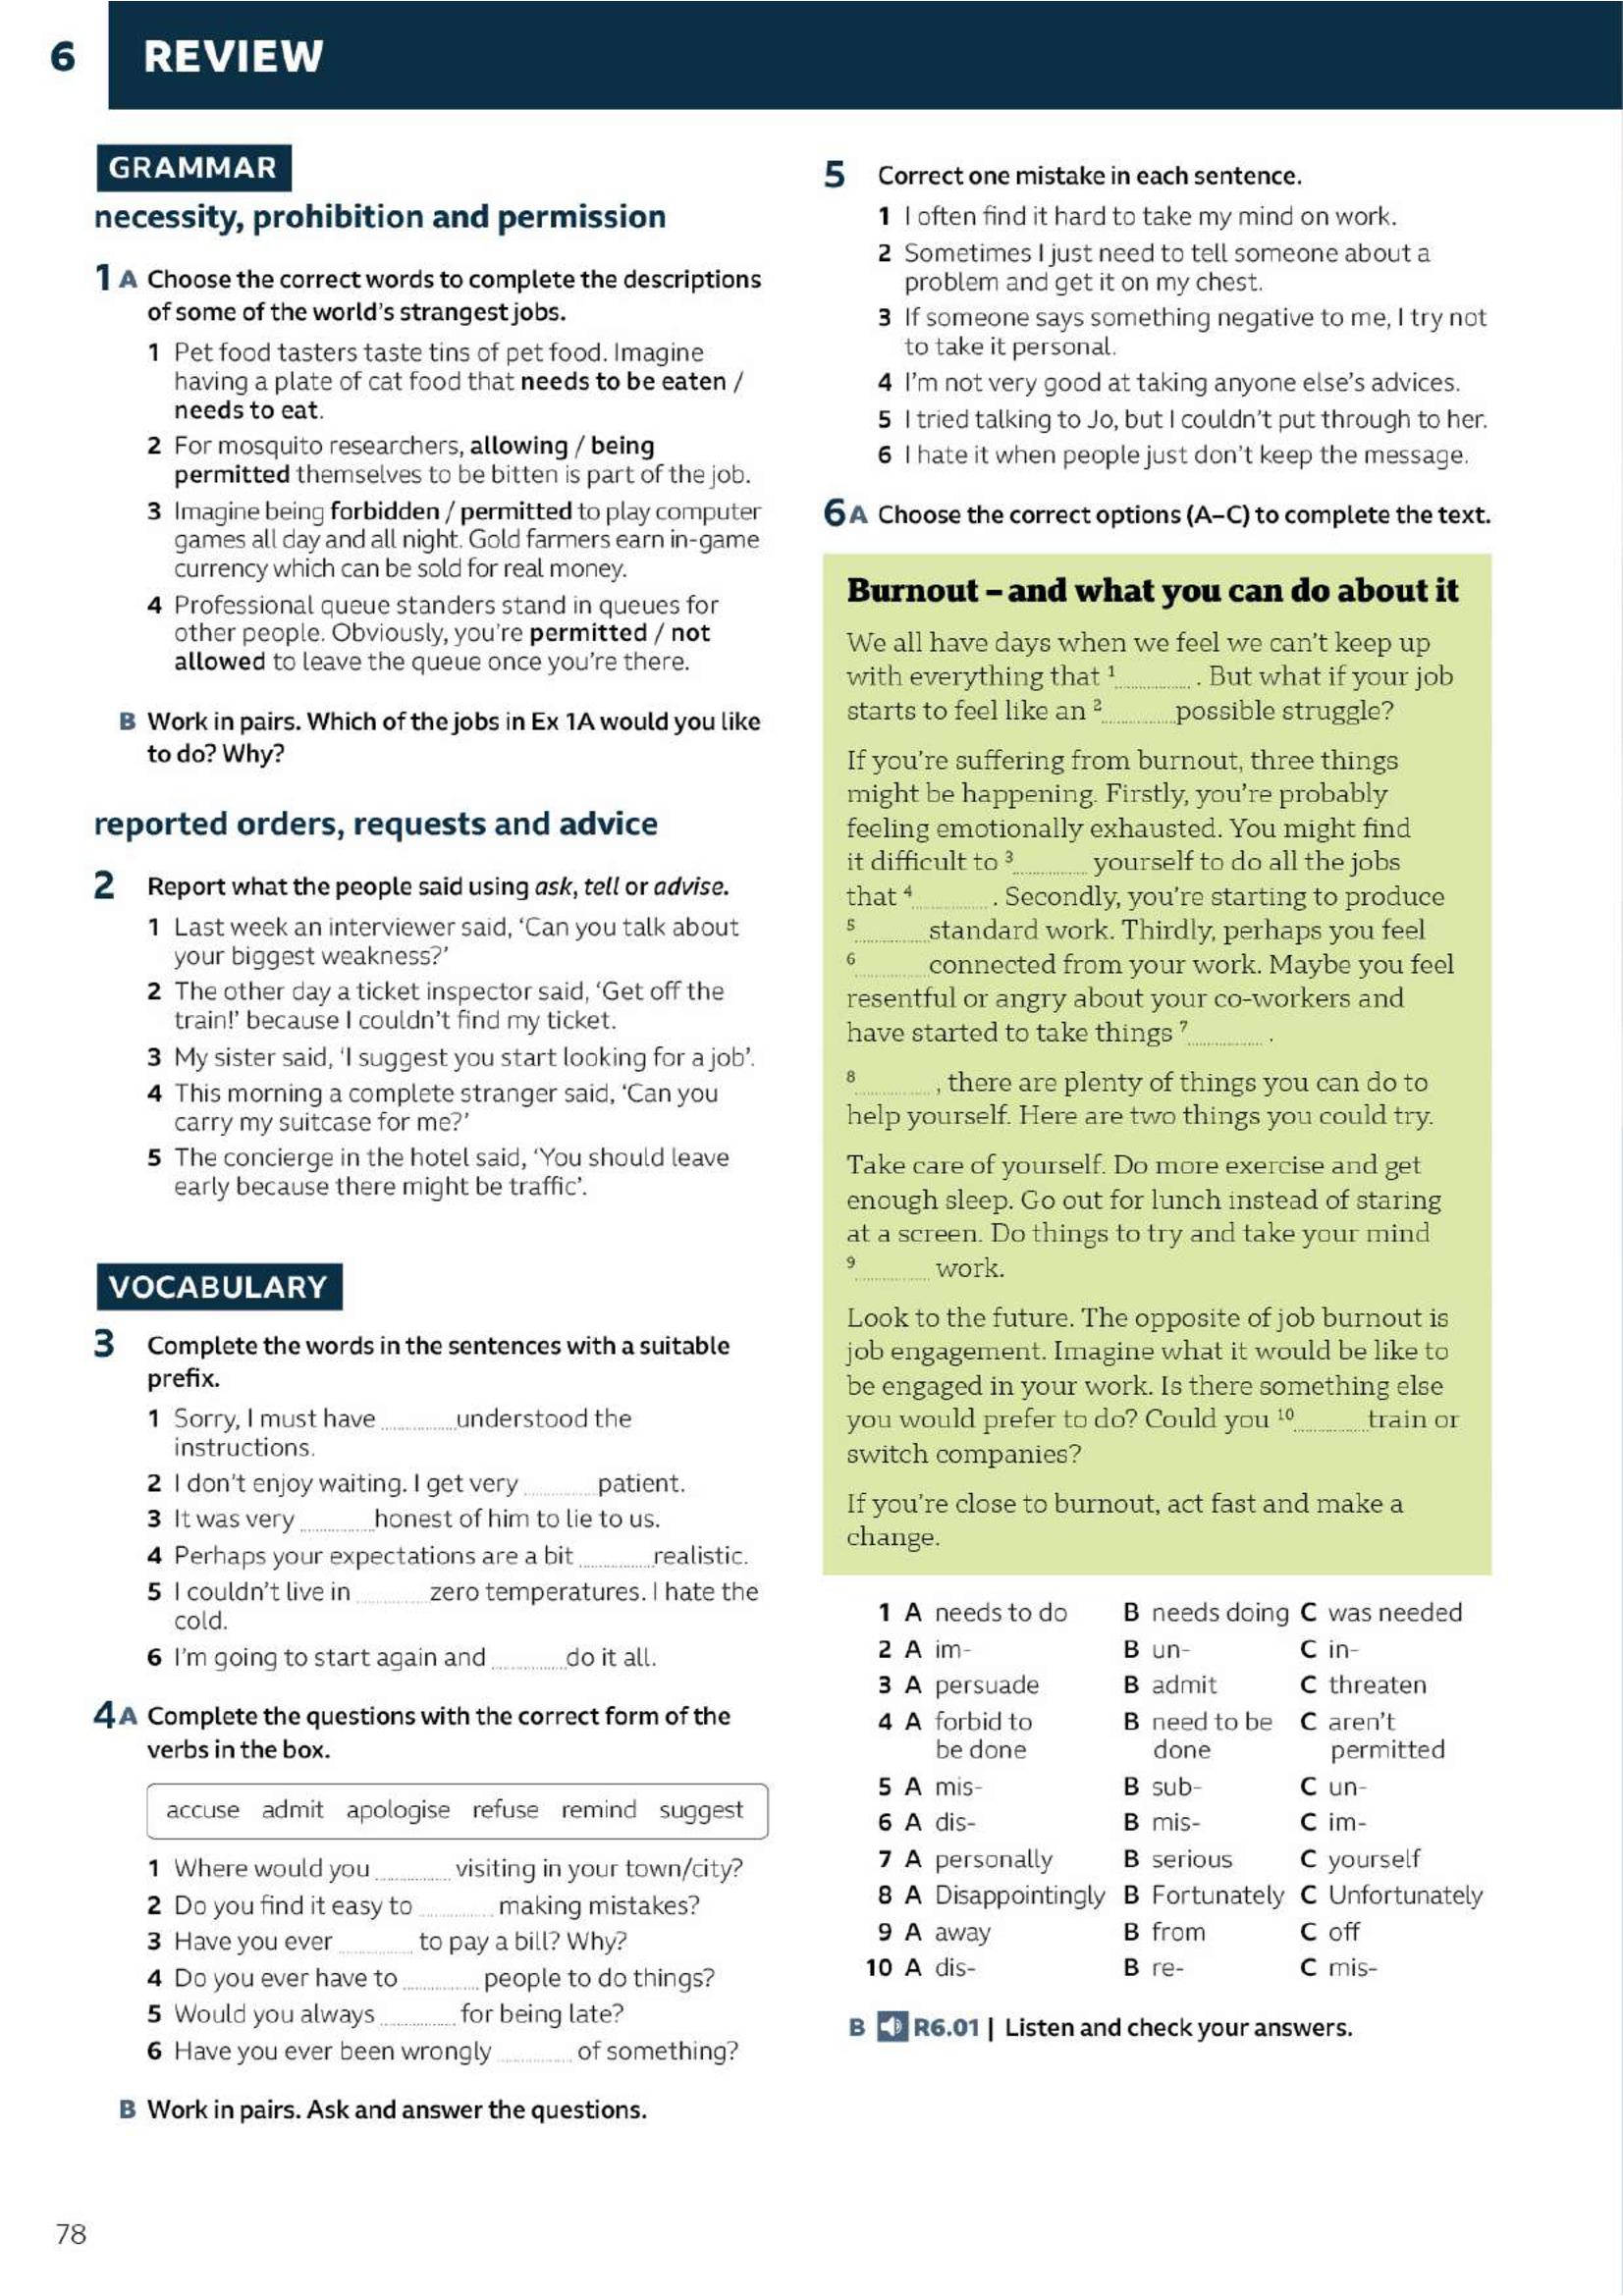 6
REVIEW
GRAMMAR
necessity, prohibition and permission
1 A Choose the correct words to complete the descriptions
of some of the world's strangest jobs.
1 Pet food tasters taste tins of pet food. Imagine
having a plate of cat food that needs to be eaten /
needs to eat.
2 For mosquito researchers, allowing / being
permitted themselves to be bitten is part of the job.
3 Imagine being forbidden / permitted to play computer
games all day and all night. Gold farmers earn in-game
currency which can be sold for real money.
4 Professional queue standers stand in queues for
other people. Obviously, you're permitted / not
allowed to leave the queue once you're there.
B Work in pairs. Which of the jobs in Ex 1A would you like
to do? Why?
reported orders, requests and advice
2 Report what the people said using ask, tell or advise.
1 Last week an interviewer said, 'Can you talk about
your biggest weakness?'
2 The other day a ticket inspector said, 'Get off the
train!' because I couldn't find my ticket.
3 My sister said, 'I suggest you start looking for a job'.
4 This morning a complete stranger said, 'Can you
carry my suitcase for me?'
5 The concierge in the hotel said, 'You should leave
early because there might be traffic'.
VOCABULARY
3 Complete the words in the sentences with a suitable
prefix.
1 Sorry, I must have ............understood the
instructions.
2 I don't enjoy waiting. I get very ............patient.
3 It was very ............honest of him to lie to us.
4 Perhaps your expectations are a bit ............realistic.
5 I couldn't live in ............zero temperatures. I hate the
cold.
6 I'm going to start again and ............do it all.
4 A Complete the questions with the correct form of the
verbs in the box.
accuse admit apologise refuse remind suggest
1 Where would you ............ visiting in your town/city?
2 Do you find it easy to ............ making mistakes?
3 Have you ever ............ to pay a bill? Why?
4 Do you ever have to ............ people to do things?
5 Would you always ............ for being late?
6 Have you ever been wrongly ............ of something?
B Work in pairs. Ask and answer the questions.
5 Correct one mistake in each sentence.
1 I often find it hard to take my mind on work.
2 Sometimes I just need to tell someone about a
problem and get it on my chest.
3 If someone says something negative to me, I try not
to take it personal.
4 I'm not very good at taking anyone else's advices.
5 I tried talking to Jo, but I couldn't put through to her.
6 I hate it when people just don't keep the message.
6 A Choose the correct options (A–C) to complete the text.
Burnout – and what you can do about it
We all have days when we feel we can't keep up
with everything that 1............ . But what if your job
starts to feel like an 2............possible struggle?
If you're suffering from burnout, three things
might be happening. Firstly, you're probably
feeling emotionally exhausted. You might find
it difficult to 3............ yourself to do all the jobs
that 4............ . Secondly, you're starting to produce
5............standard work. Thirdly, perhaps you feel
6............connected from your work. Maybe you feel
resentful or angry about your co-workers and
have started to take things 7............ .
8............ , there are plenty of things you can do to
help yourself. Here are two things you could try.
Take care of yourself. Do more exercise and get
enough sleep. Go out for lunch instead of staring
at a screen. Do things to try and take your mind
9............ work.
Look to the future. The opposite of job burnout is
job engagement. Imagine what it would be like to
be engaged in your work. Is there something else
you would prefer to do? Could you 10............train or
switch companies?
If you're close to burnout, act fast and make a
change.
1 A needs to do B needs doing C was needed
2 A im- B un- C in-
3 A persuade B admit C threaten
4 A forbid to B need to be C aren't
be done done permitted
5 A mis- B sub- C un-
6 A dis- B mis- C im-
7 A personally B serious C yourself
8 A Disappointingly B Fortunately C Unfortunately
9 A away B from C off
10 A dis- B re- C mis-
B R6.01 | Listen and check your answers.
78